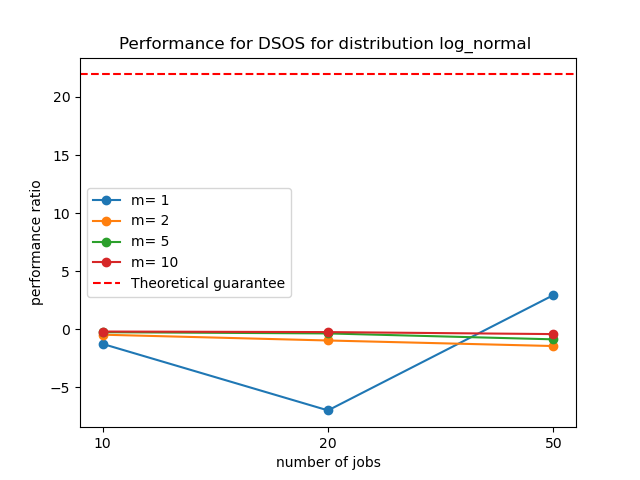 Performance for DSOS for distribution log_normal
performance ratio
20
15
10
5
0
−5
m= 1
m= 2
m= 5
m= 10
Theoretical guarantee
10
20
50
number of jobs